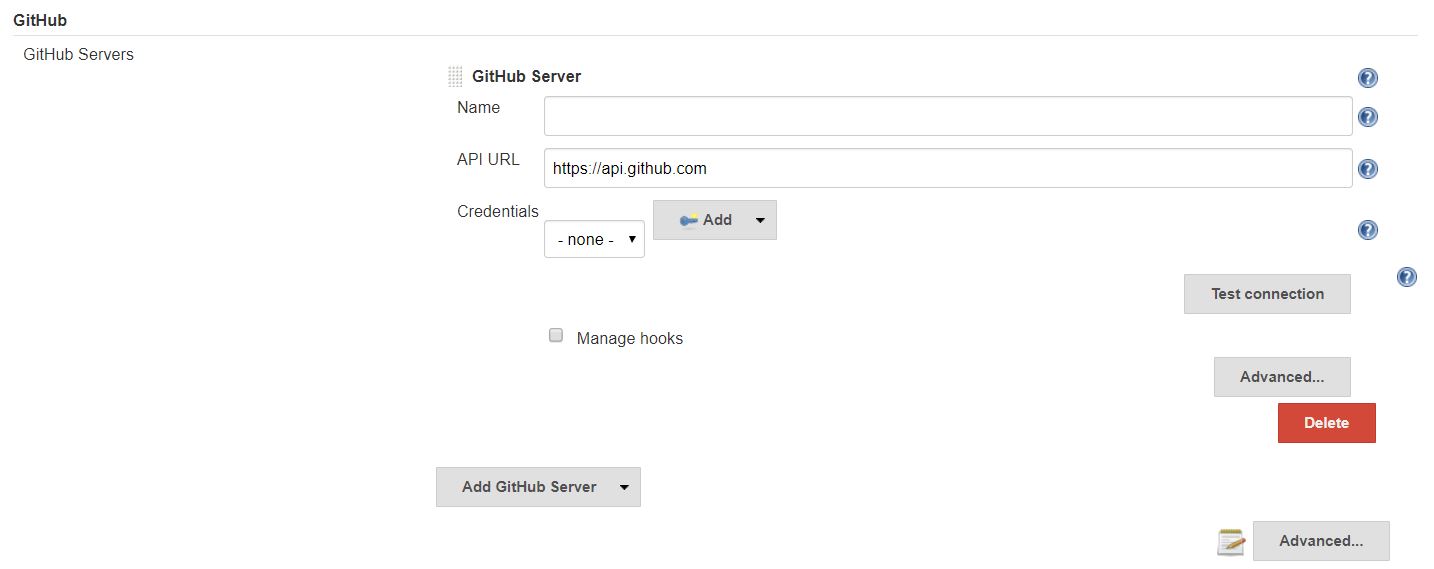 GitHub
GitHub Servers
GitHub Server
Name
API URL https://api.github.com
Credentials
- none -
Add
Test connection
Manage hooks
Advanced...
Delete
Add GitHub Server
Advanced...